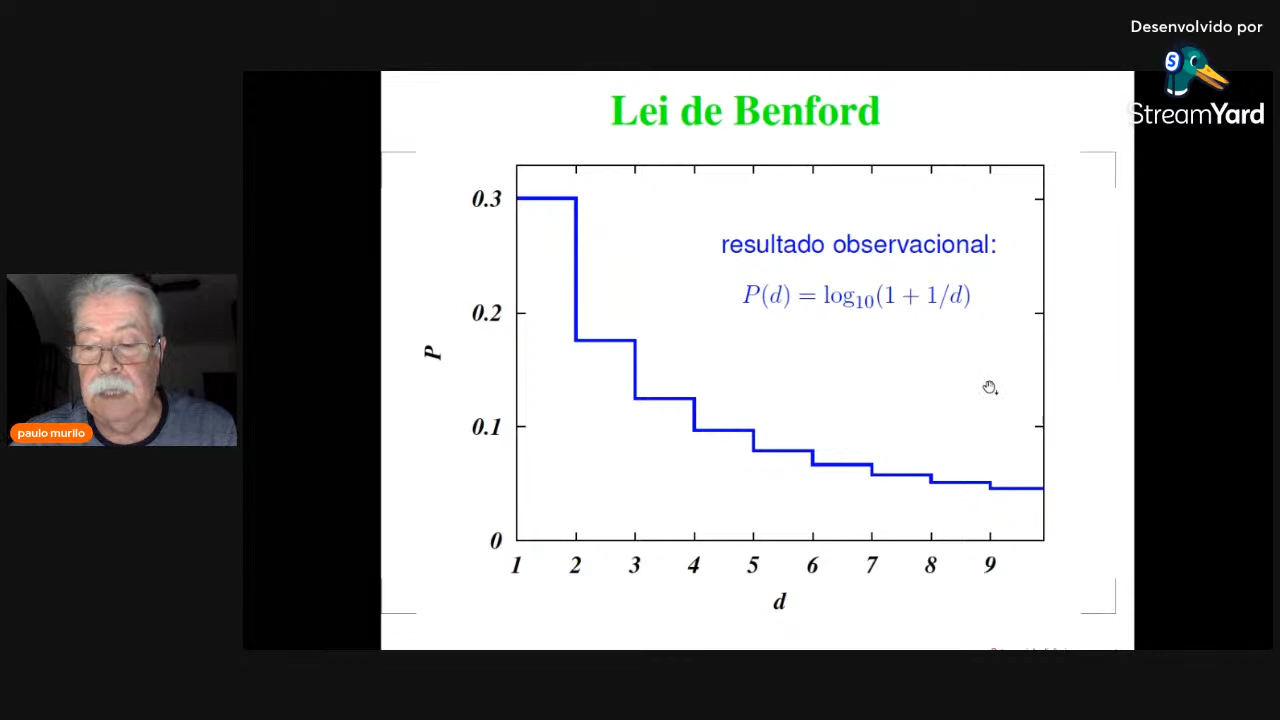 Desenvolvido por
StreamYard
Lei de Benford
resultado observacional:
P(d) = log₁₀(1 + 1/d)
0.3
0.2
0.1
0
P
1 2 3 4 5 6 7 8 9
d
paulo murilo